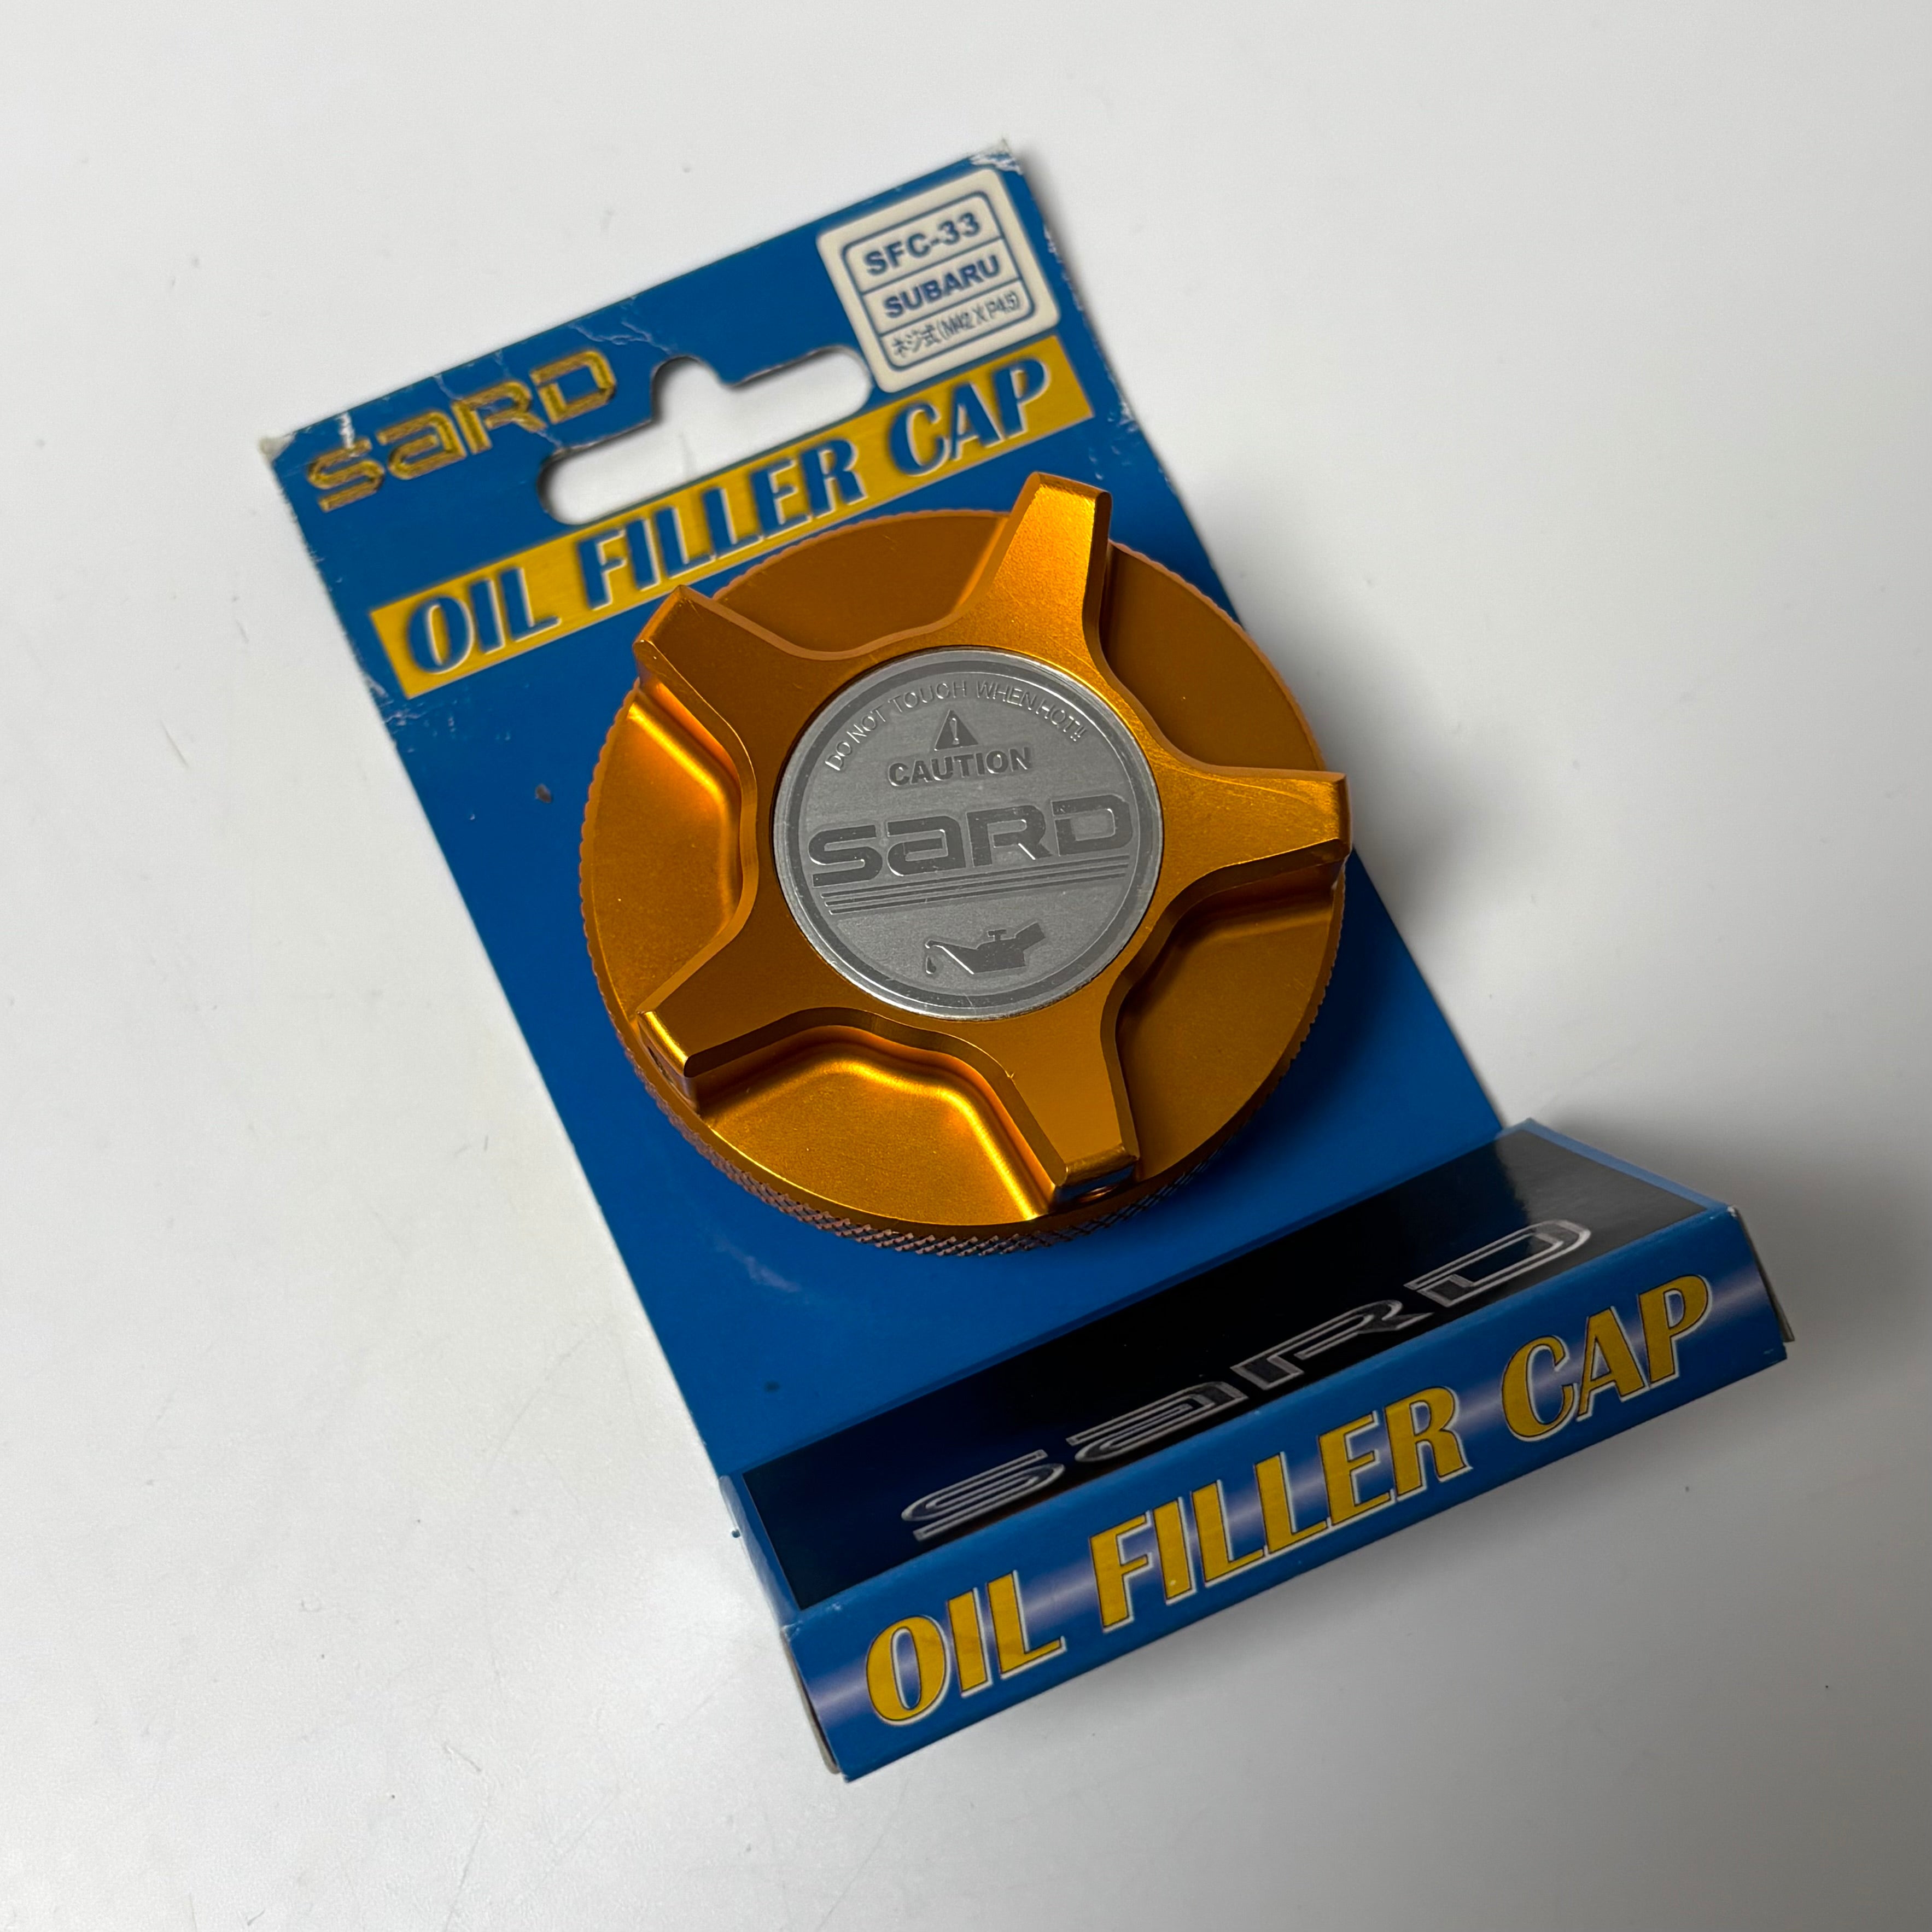 SFC-33
SUBARU
ネジ式(M42 X P4.5)
SARD
OIL FILLER CAP
DO NOT TOUCH WHEN HOT!!
CAUTION
SARD
SARD
OIL FILLER CAP